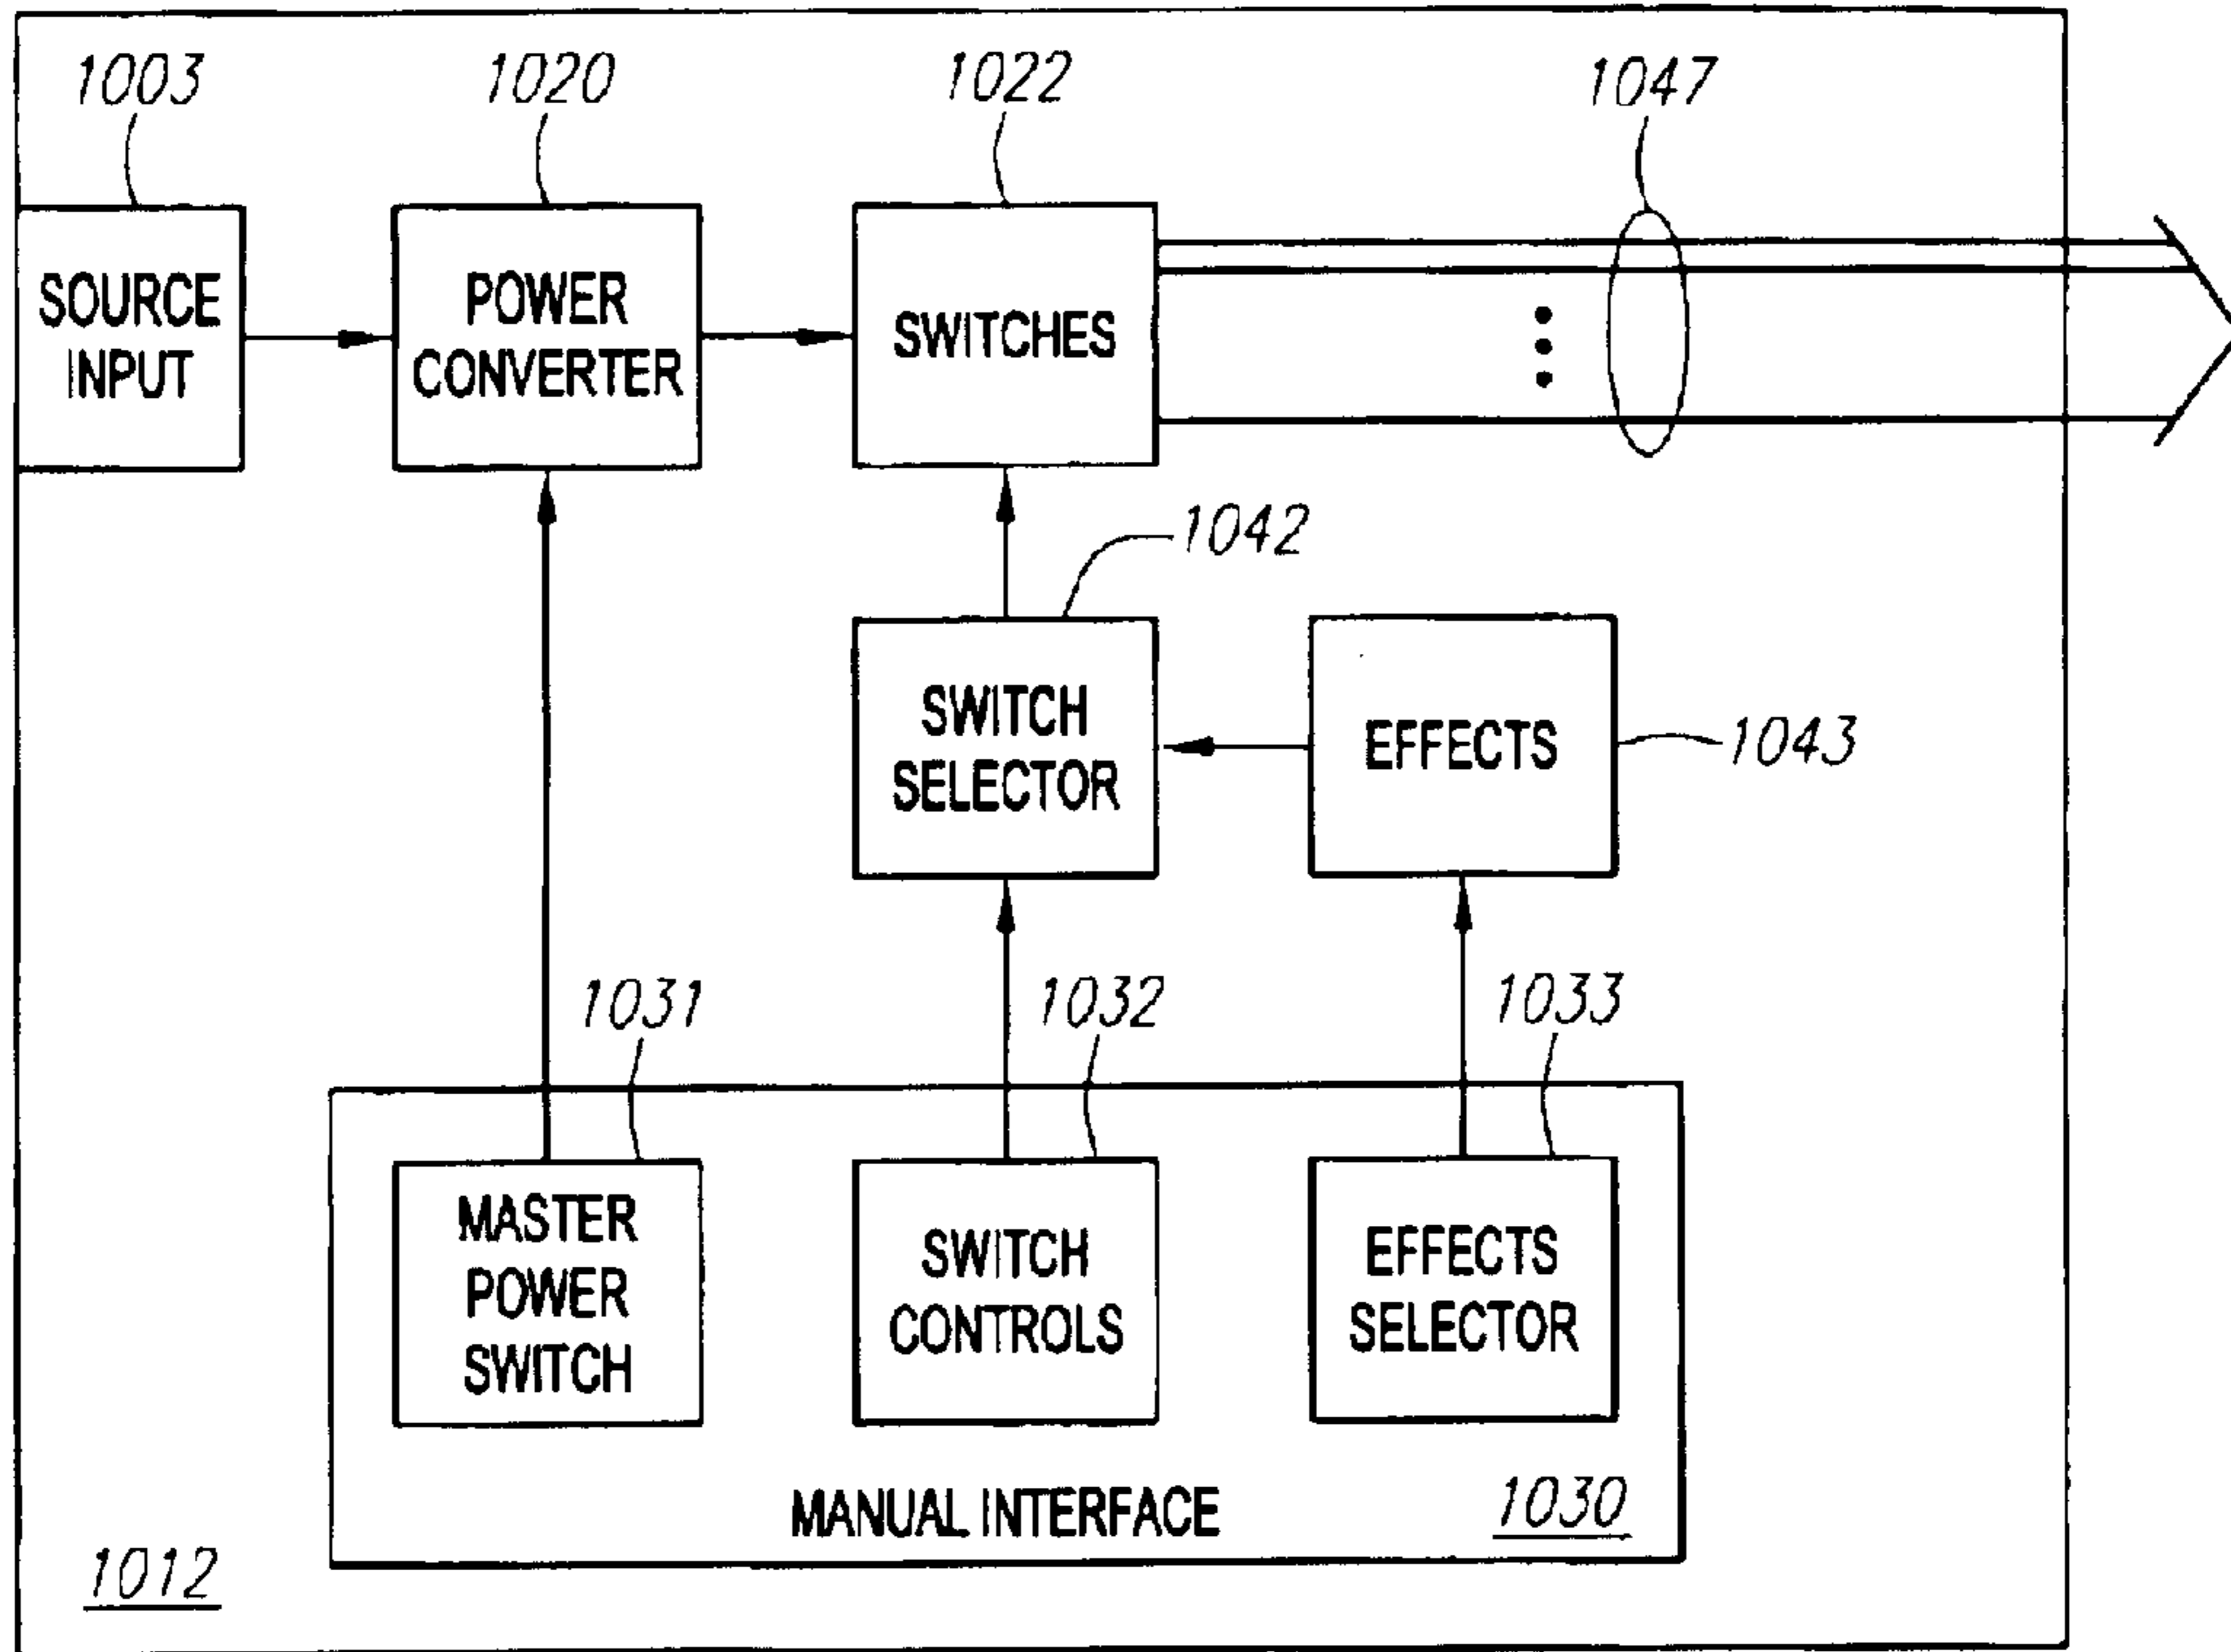 1003
1020
1022
1047
SOURCE
INPUT
POWER
CONVERTER
SWITCHES
1042
SWITCH
SELECTOR
EFFECTS
1043
1031
1032
1033
MASTER
POWER
SWITCH
SWITCH
CONTROLS
EFFECTS
SELECTOR
MANUAL INTERFACE
1030
1012